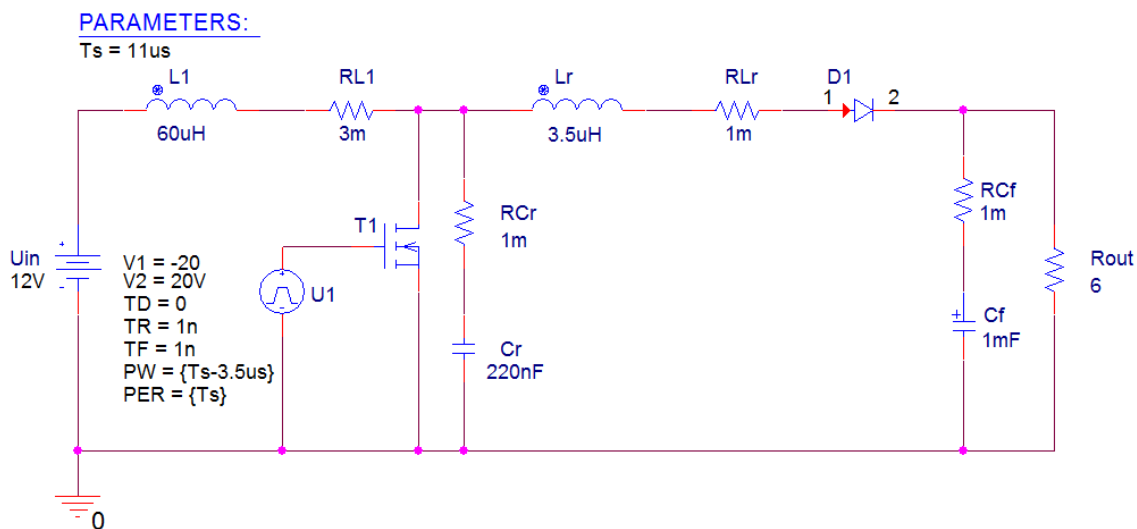 PARAMETERS:
Ts = 11us
L1
60uH
RL1
3m
Lr
3.5uH
RLr
1m
D1
1
2
T1
RCr
1m
Cr
220nF
RCf
1m
Cf
1mF
Rout
6
Uin
12V
V1 = -20
V2 = 20V
TD = 0
TR = 1n
TF = 1n
PW = {Ts-3.5us}
PER = {Ts}
U1
0